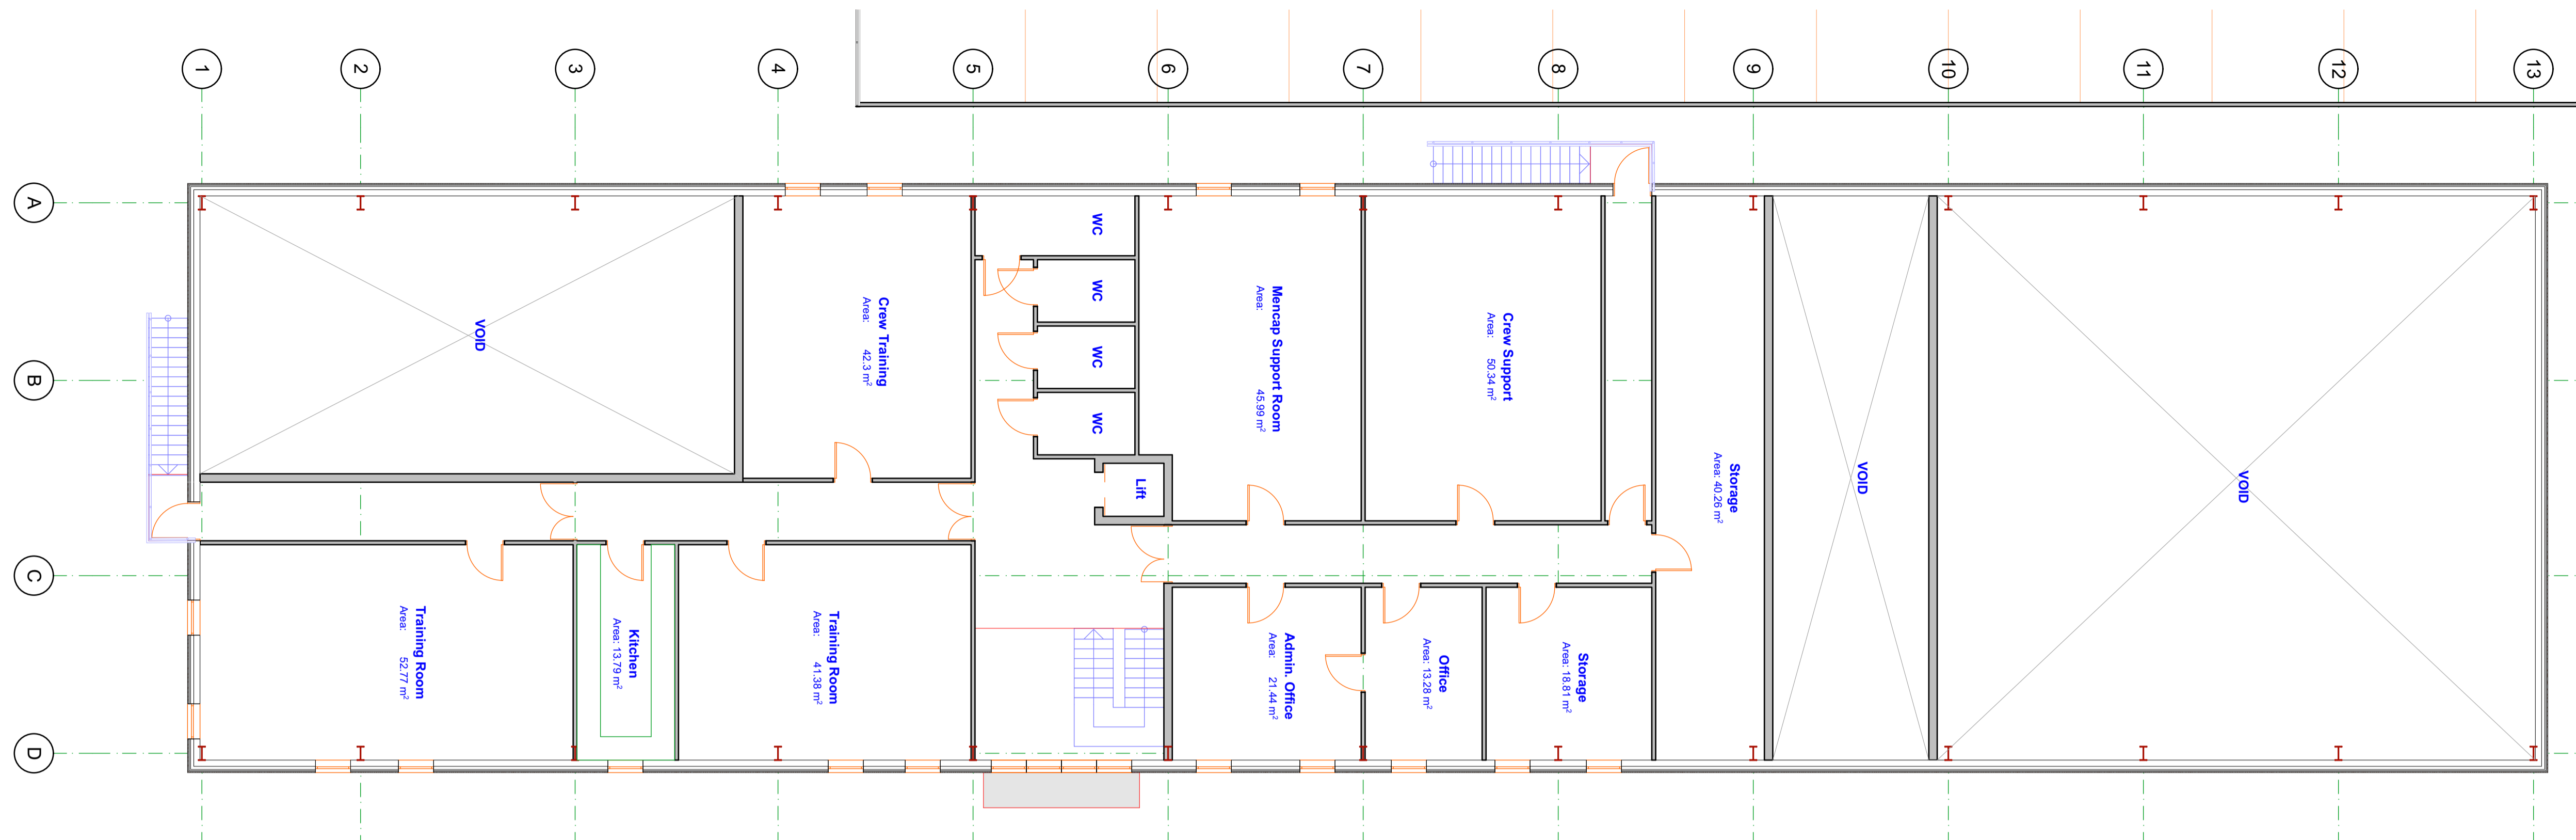 1
2
3
4
5
6
7
8
9
10
11
12
13
A
B
C
D
VOID
Crew Training
Area: 42.3 m²
WC
WC
WC
WC
Lift
Mencap Support Room
Area: 45.99 m²
Crew Support
Area: 50.34 m²
Storage
Area: 40.26 m²
VOID
VOID
Training Room
Area: 52.77 m²
Kitchen
Area: 13.79 m²
Training Room
Area: 41.38 m²
Admin. Office
Area: 21.44 m²
Office
Area: 13.28 m²
Storage
Area: 18.81 m²